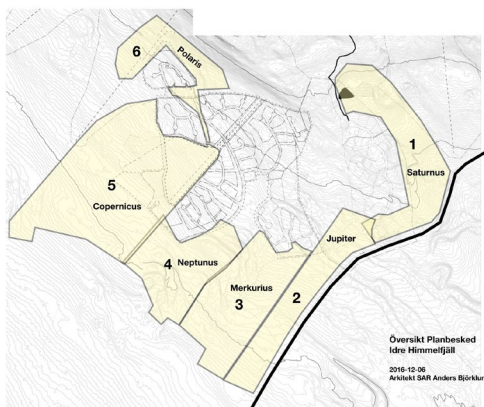 6
Polaris
1
Saturnus
5
Copernicus
Jupiter
4
Neptunus
Merkurius
2
3
Översikt Planbesked
Idre Himmelfjäll
2016-12-06
Arkitekt SAR Anders Björklun